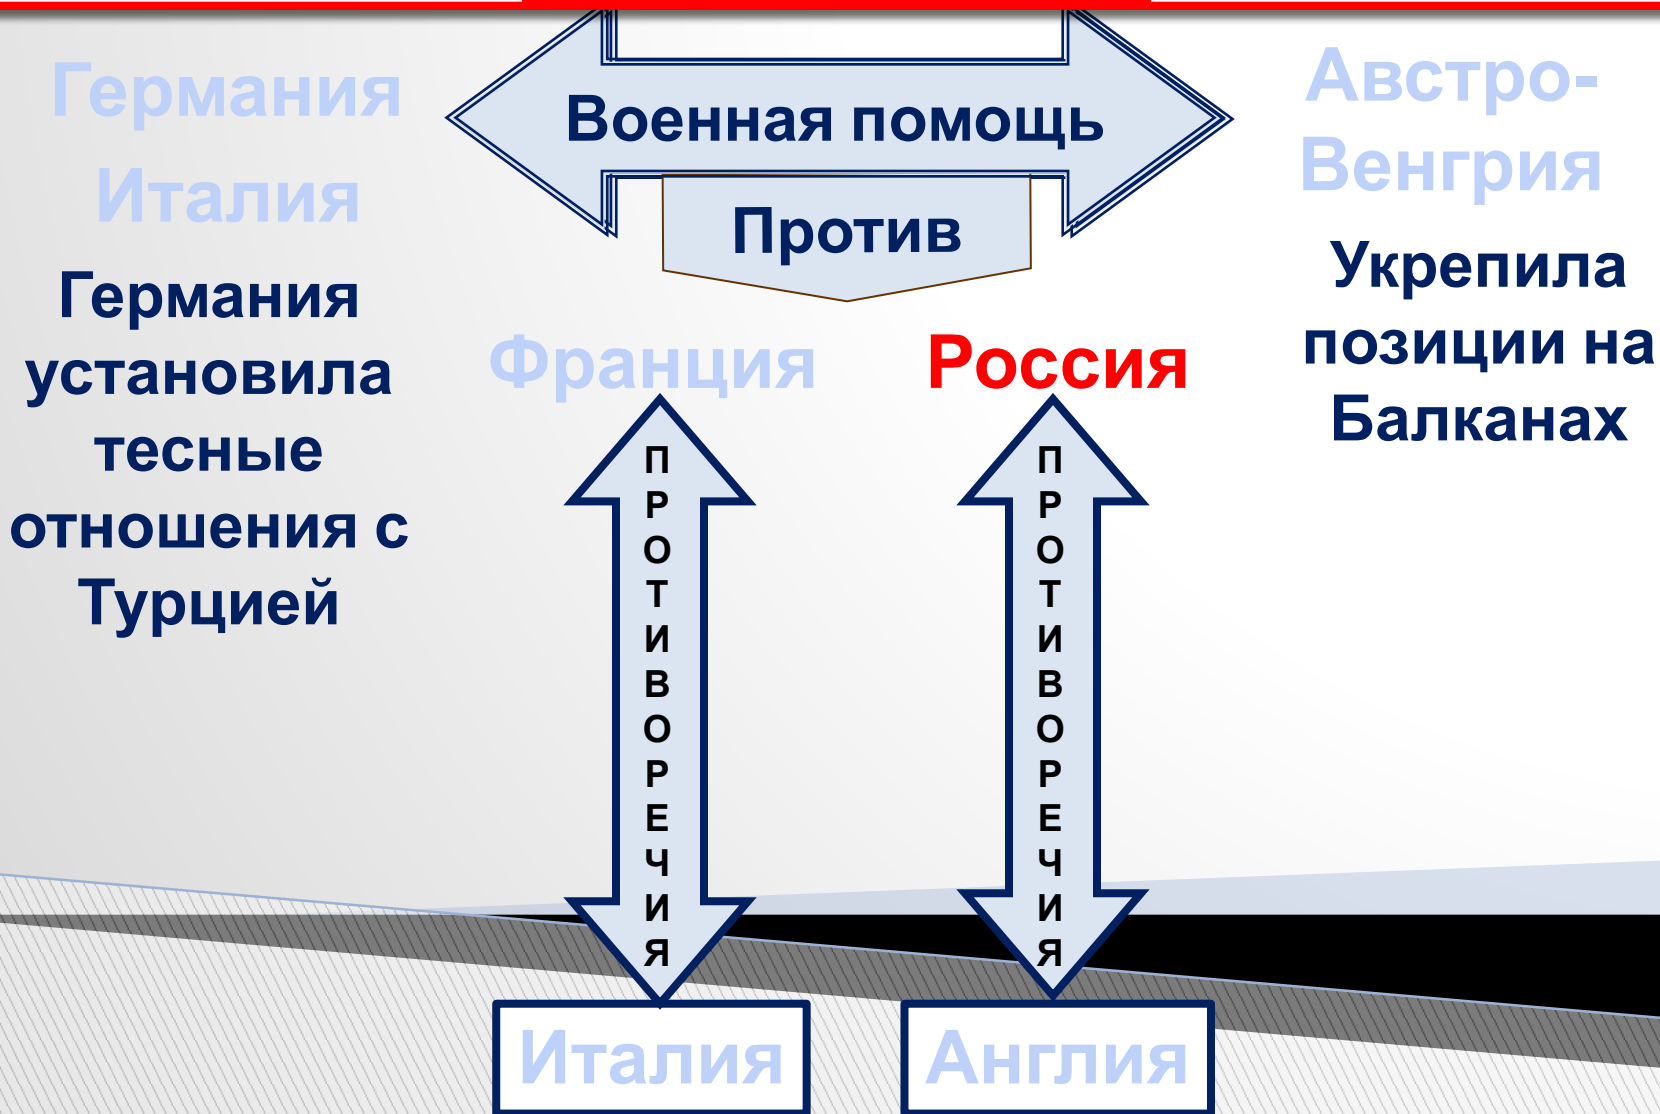 Германия
Италия
Германия
установила
тесные
отношения с
Турцией
Военная помощь
Против
Австро-
Венгрия
Укрепила
позиции на
Балканах
Франция
Россия
ПРОТИВОРЕЧИЯ
ПРОТИВОРЕЧИЯ
Италия
Англия